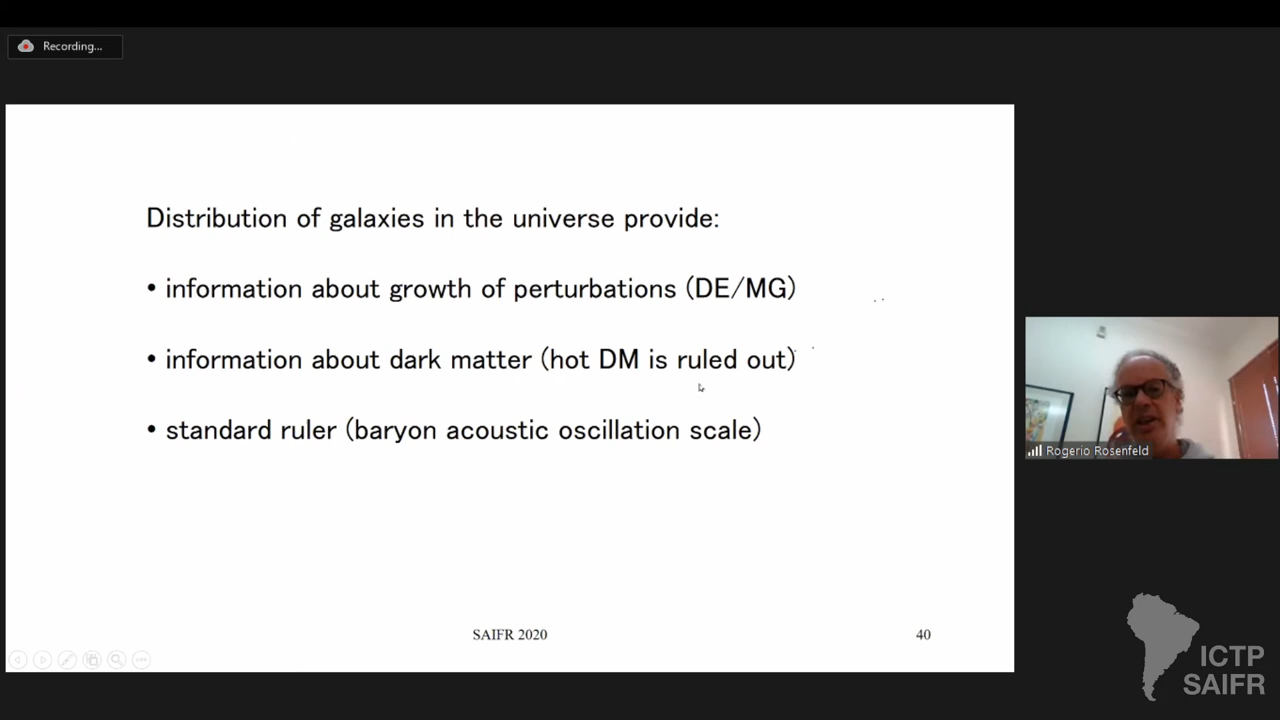 Recording...
Distribution of galaxies in the universe provide:
• information about growth of perturbations (DE/MG)
• information about dark matter (hot DM is ruled out)
• standard ruler (baryon acoustic oscillation scale)
Rogerio Rosenfeld
SAIFR 2020
40
ICTP
SAIFR